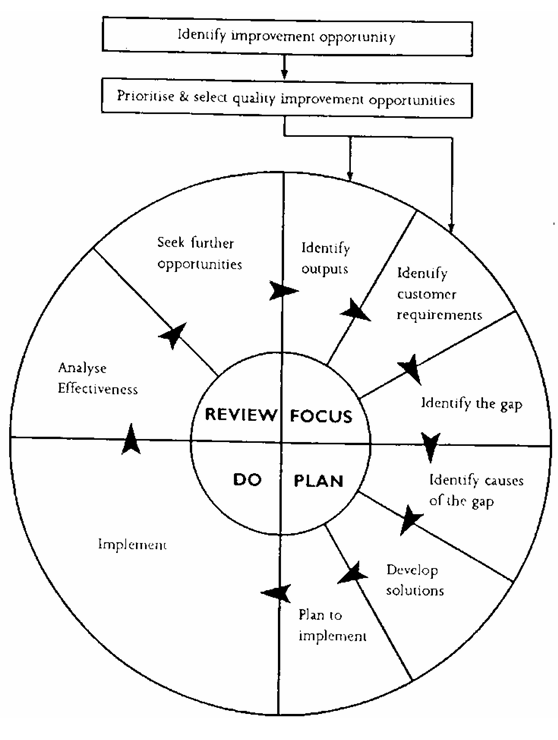 Identify improvement opportunity
Prioritise & select quality improvement opportunities
Seek further
opportunities
Identify
outputs
Identify
customer
requirements
Analyse
Effectiveness
Identify the gap
REVIEW
FOCUS
DO
PLAN
Identify causes
of the gap
Implement
Develop
solutions
Plan to
implement